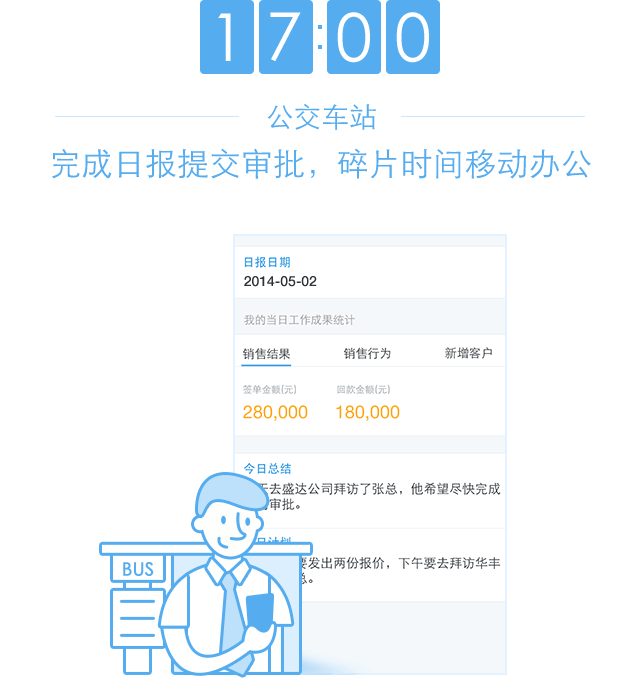 17:00
公交车站
完成日报提交审批，碎片时间移动办公
日报日期
2014-05-02
我的当日工作成果统计
销售结果 销售行为 新增客户
签单金额(元) 回款金额(元)
280,000 180,000
今日总结
去盛达公司拜访了张总，他希望尽快完成
审批。
计划
要发出两份报价，下午要去拜访华丰
总。
BUS